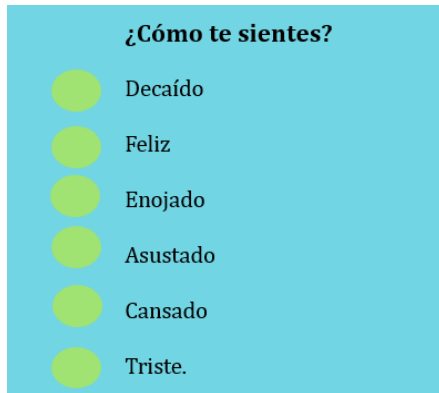 ¿Cómo te sientes?
Decaído
Feliz
Enojado
Asustado
Cansado
Triste.